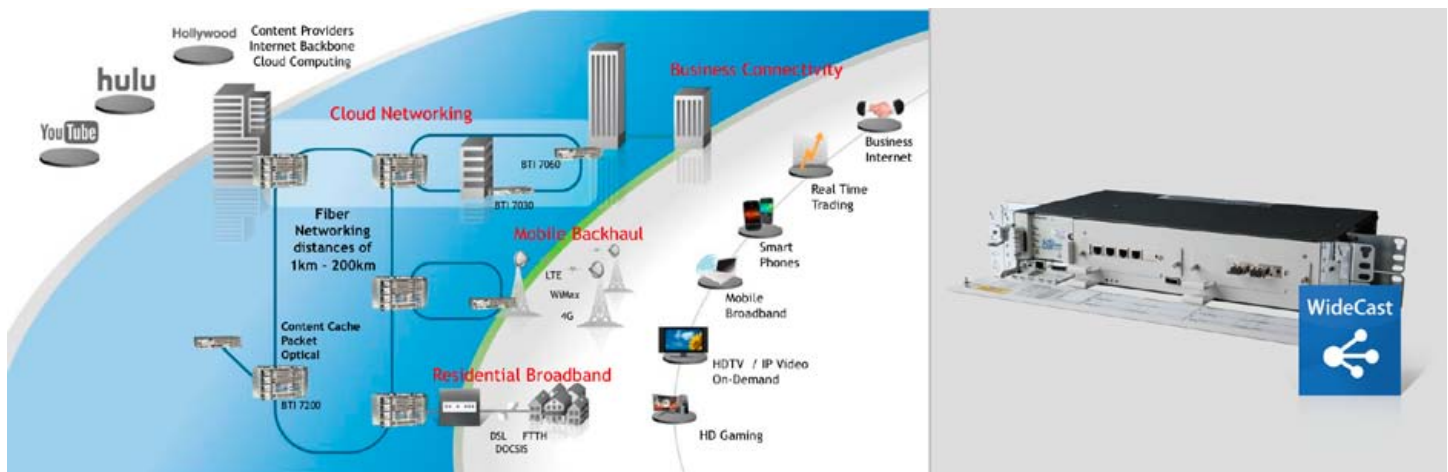 Hollywood
Content Providers
Internet Backbone
Cloud Computing
hulu
YouTube
Cloud Networking
Business Connectivity
BTI 7060
BTI 7030
Business
Internet
Real Time
Trading
Fiber
Networking
distances of
1km - 200km
Mobile Backhaul
LTE
WiMax
4G
Smart
Phones
Mobile
Broadband
Content Cache
Packet
Optical
BTI 7200
HDTV / IP Video
On-Demand
Residential Broadband
DSL FTTH
DOCSIS
HD Gaming
WideCast